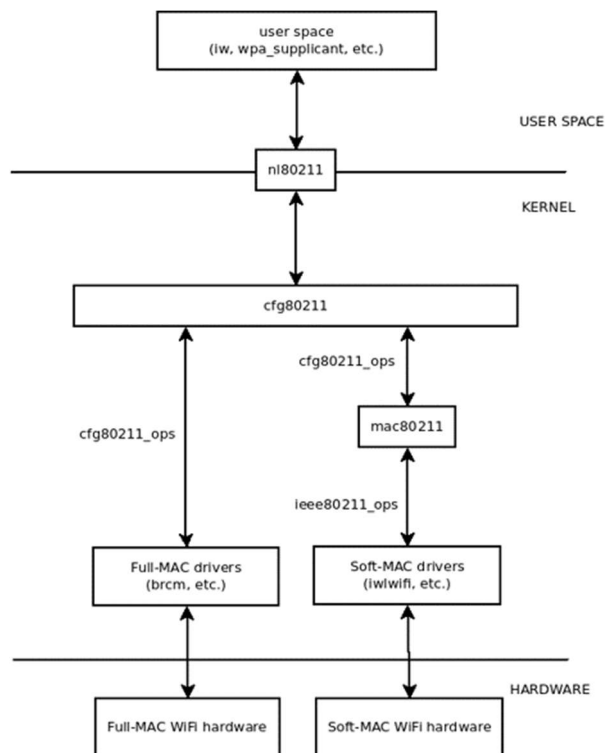 user space
(iw, wpa_supplicant, etc.)
USER SPACE
nl80211
KERNEL
cfg80211
cfg80211_ops
mac80211
cfg80211_ops
ieee80211_ops
Full-MAC drivers
(brcm, etc.)
Soft-MAC drivers
(iwlwifi, etc.)
HARDWARE
Full-MAC WiFi hardware
Soft-MAC WiFi hardware